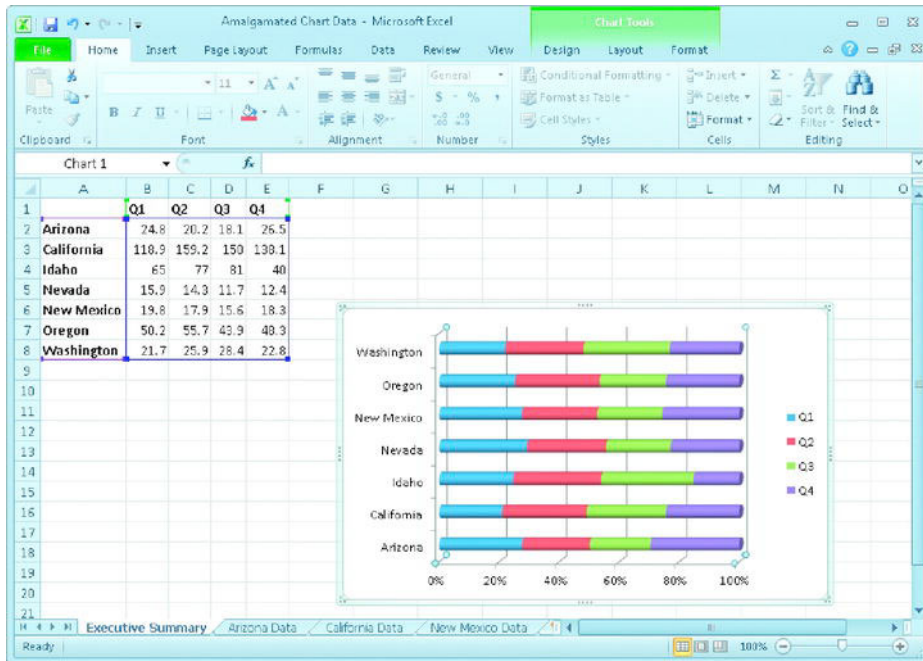 Amalgamated Chart Data - Microsoft Excel
Chart Tools
File Home Insert Page Layout Formulas Data Review View Design Layout Format
Paste
B I U
11 A A
A
General
$ - % ,
Conditional Formatting
Format as Table
Cell Styles
Insert
Delete
Format
Σ
Sort & Filter
Find & Select
Clipboard Font Alignment Number Styles Cells Editing
Chart 1 fx
A B C D E F G H I J K L M N O
1 Q1 Q2 Q3 Q4
2 Arizona 24.8 20.2 18.1 26.5
3 California 118.9 159.2 150 138.1
4 Idaho 65 77 81 40
5 Nevada 15.9 14.3 11.7 12.4
6 New Mexico 19.8 17.9 15.6 18.3
7 Oregon 50.2 55.7 43.9 48.3
8 Washington 21.7 25.9 28.4 22.8
9
10
11
12
13
14
15
16
17
18
19
20
21
Washington
Oregon
New Mexico
Nevada
Idaho
California
Arizona
0% 20% 40% 60% 80% 100%
Q1
Q2
Q3
Q4
Executive Summary Arizona Data California Data New Mexico Data
Ready 100%